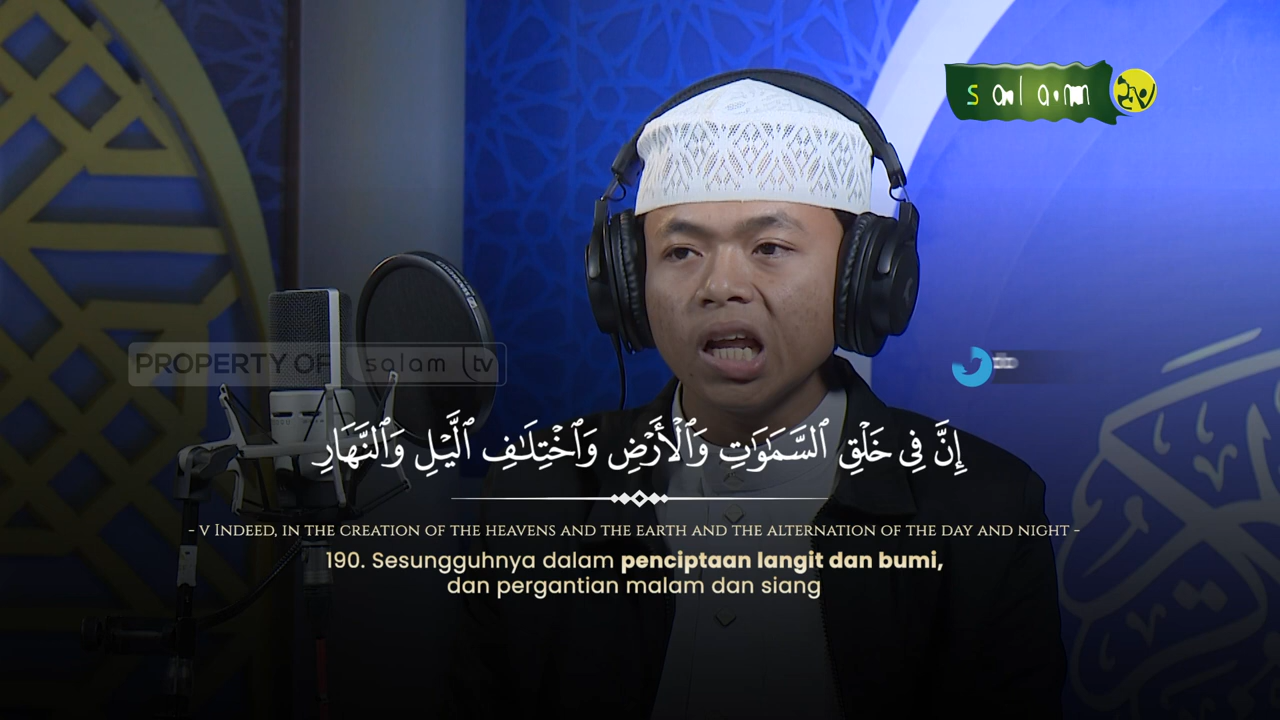 salam tv
PROPERTY OF salam tv
إِنَّ فِي خَلْقِ ٱلسَّمَٰوَٰتِ وَٱلْأَرْضِ وَٱخْتِلَٰفِ ٱلَّيْلِ وَٱلنَّهَارِ
- v Indeed, in the creation of the heavens and the earth and the alternation of the day and night -
190. Sesungguhnya dalam penciptaan langit dan bumi,
dan pergantian malam dan siang